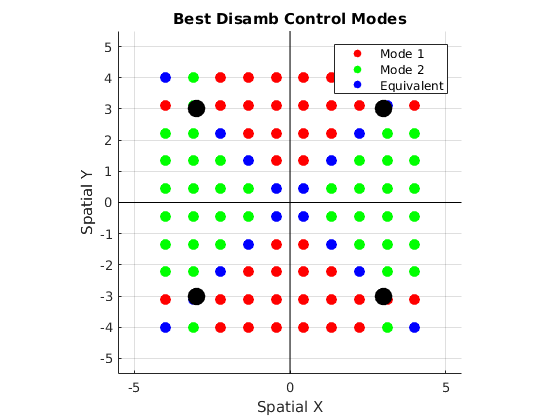 Best Disamb Control Modes
Mode 1
Mode 2
Equivalent
5
4
3
2
1
0
-1
-2
-3
-4
-5
Spatial Y
-5
0
5
Spatial X